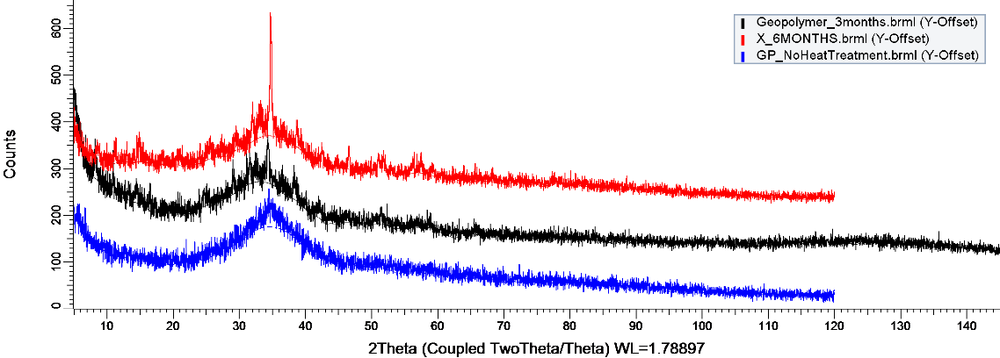 Geopolymer_3months.brml (Y-Offset)
X_6MONTHS.brml (Y-Offset)
GP_NoHeatTreatment.brml (Y-Offset)
Counts
600
500
400
300
200
100
0
10 20 30 40 50 60 70 80 90 100 110 120 130 140
2Theta (Coupled TwoTheta/Theta) WL=1.78897